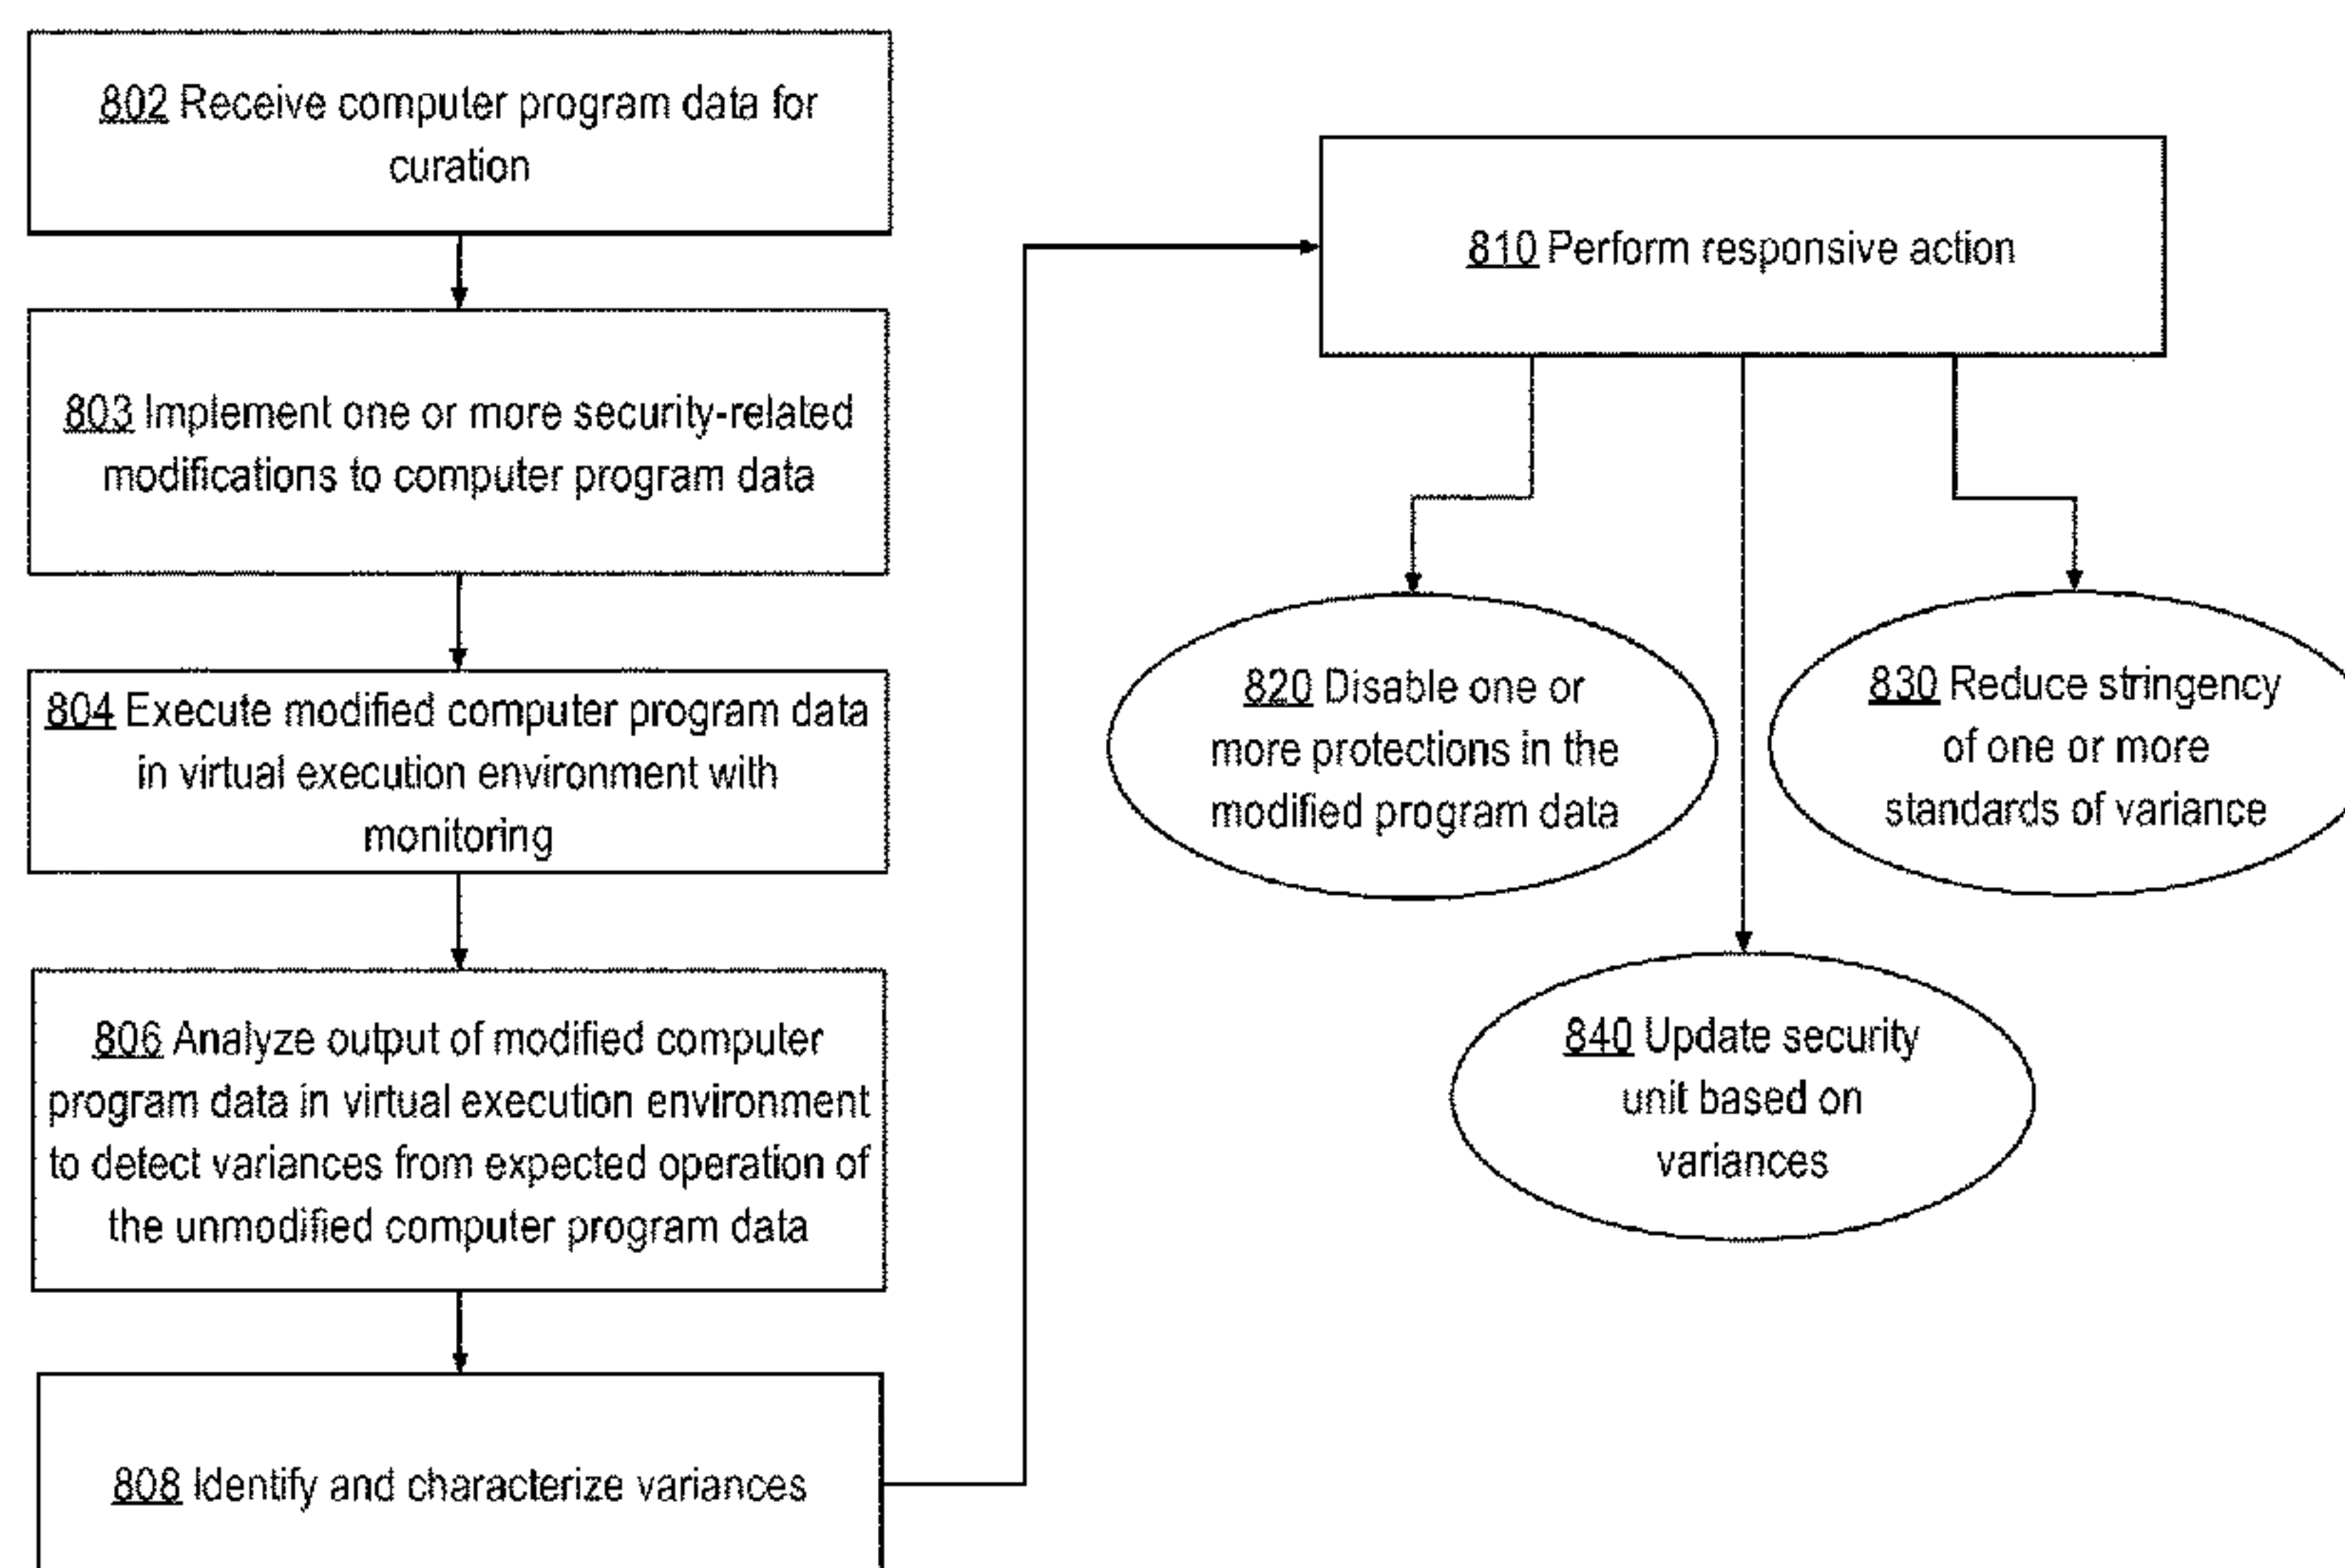 802 Receive computer program data for
curation
803 Implement one or more security-related
modifications to computer program data
804 Execute modified computer program data
in virtual execution environment with
monitoring
806 Analyze output of modified computer
program data in virtual execution environment
to detect variances from expected operation of
the unmodified computer program data
808 Identify and characterize variances
810 Perform responsive action
820 Disable one or
more protections in the
modified program data
830 Reduce stringency
of one or more
standards of variance
840 Update security
unit based on
variances